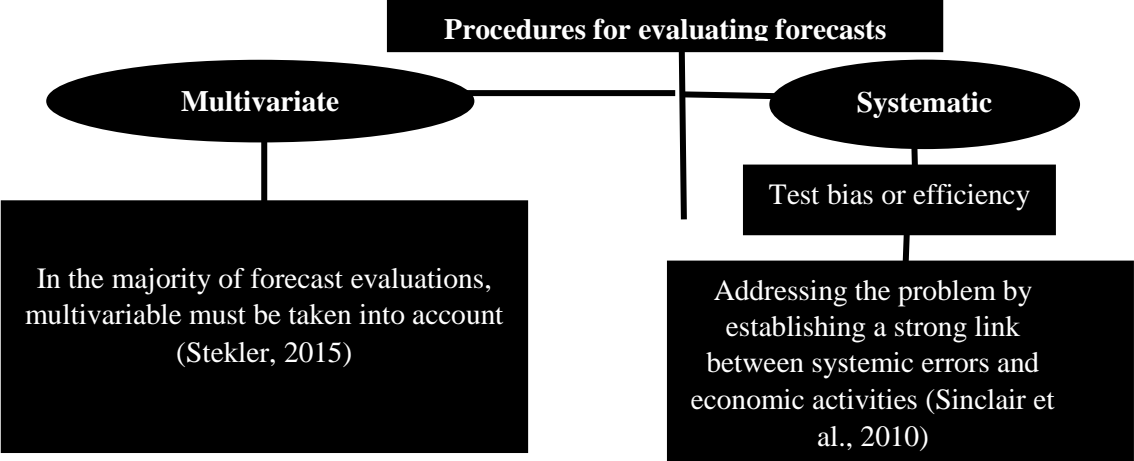 Procedures for evaluating forecasts
Multivariate
Systematic
Test bias or efficiency
In the majority of forecast evaluations,
multivariable must be taken into account
(Stekler, 2015)
Addressing the problem by
establishing a strong link
between systemic errors and
economic activities (Sinclair et
al., 2010)